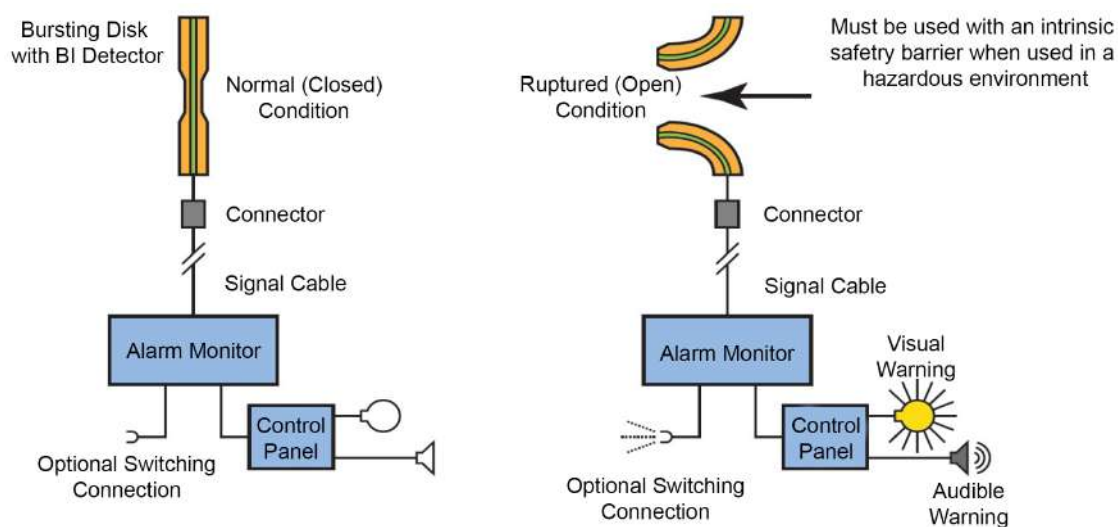 Bursting Disk
with BI Detector
Normal (Closed)
Condition
Connector
Signal Cable
Alarm Monitor
Control
Panel
Optional Switching
Connection
Must be used with an intrinsic
safetry barrier when used in a
hazardous environment
Ruptured (Open)
Condition
Connector
Signal Cable
Alarm Monitor
Visual
Warning
Control
Panel
Optional Switching
Connection
Audible
Warning